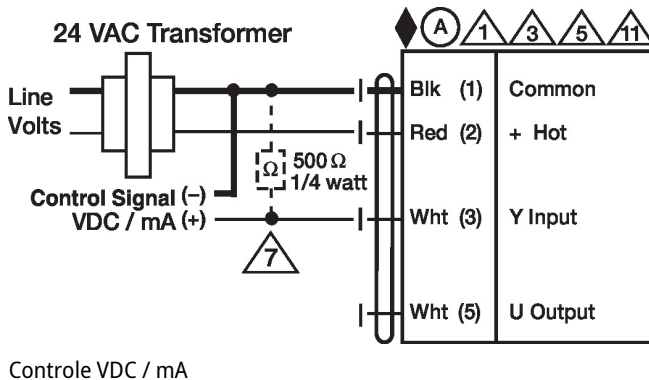 24 VAC Transformer
A 1 3 5 11
Line
Volts
Blk (1) Common
Red (2) + Hot
Ω 500 Ω
1/4 watt
Control Signal (–)
VDC / mA (+)
Wht (3) Y Input
7
Wht (5) U Output
Controle VDC / mA